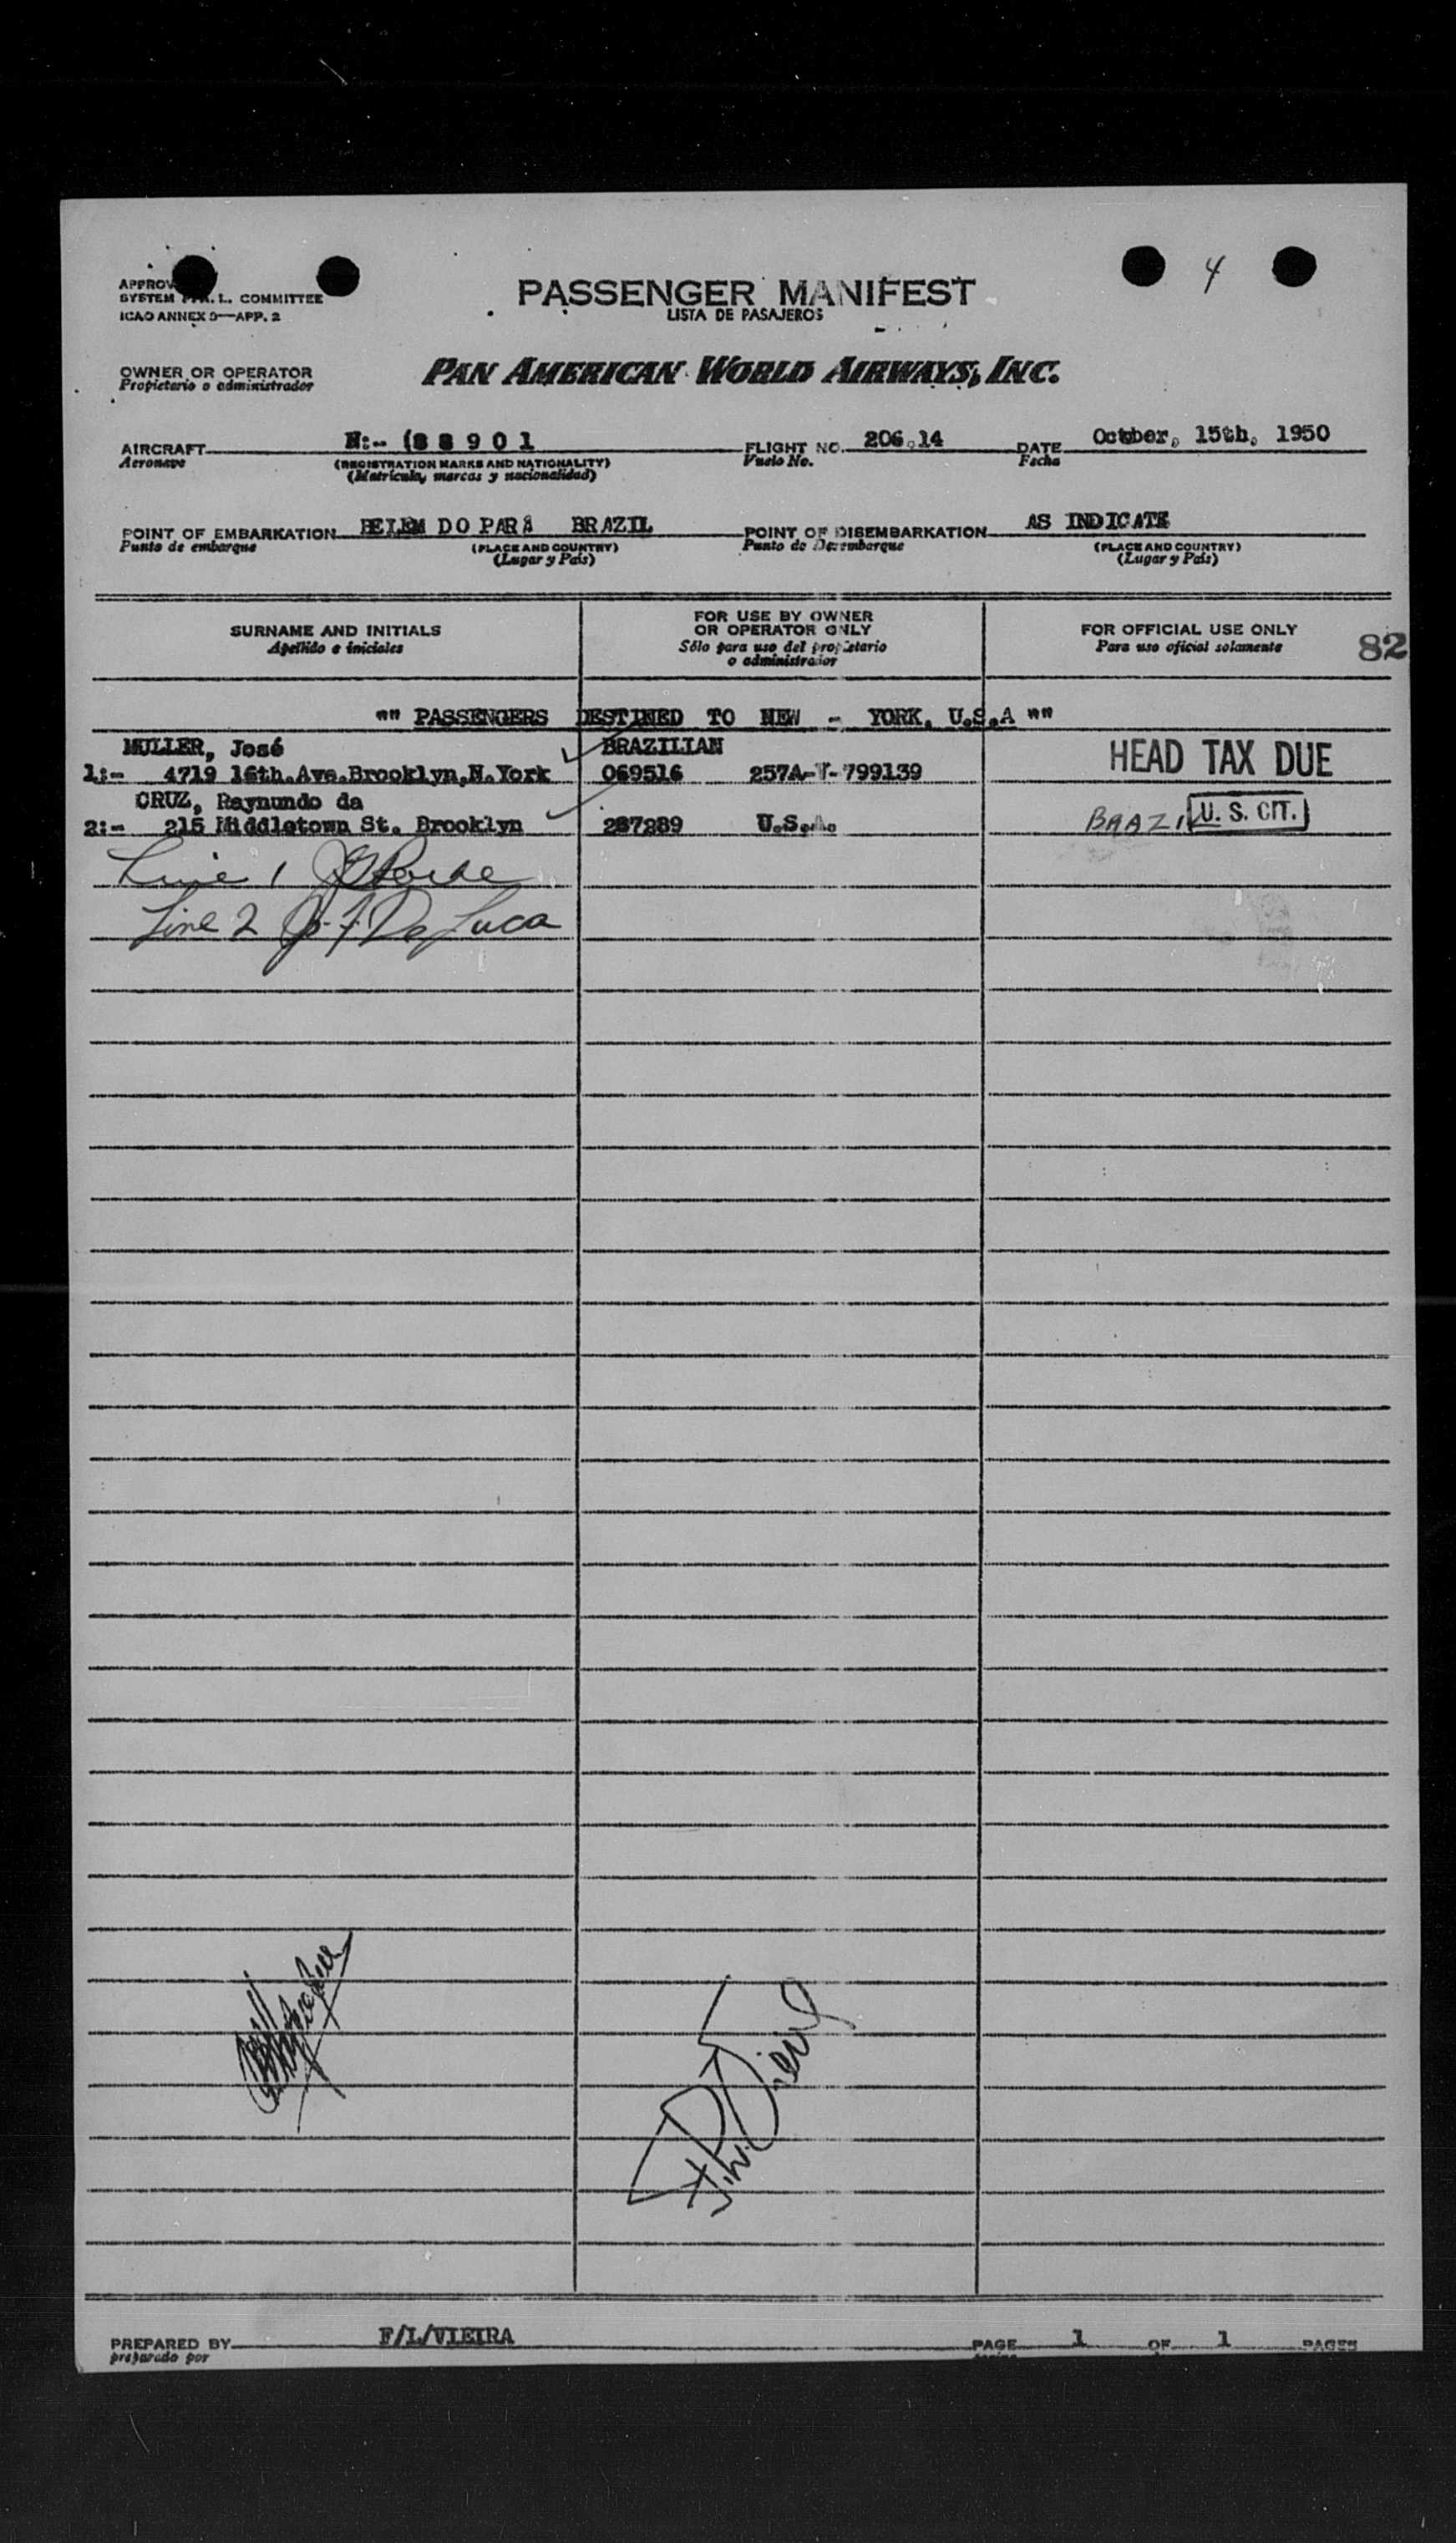 4
PASSENGER MANIFEST
LISTA DE PASAJEROS
SYSTEM L. COMMITTEE
ICAO ANNEX 9—APP. 2
OWNER OR OPERATOR
Propietario o administrador
PAN AMERICAN WORLD AIRWAYS, INC.
AIRCRAFT N:- (88901 FLIGHT NO. 206.14 DATE October, 15th, 1950
Aeronave (REGISTRATION MARKS AND NATIONALITY) Vuelo No. Fecha
(Matrícula, marcas y nacionalidad)
POINT OF EMBARKATION BELEM DO PARÁ BRAZIL POINT OF DISEMBARKATION AS INDICATE
Punto de embarque (PLACE AND COUNTRY) Punto de Desembarque (PLACE AND COUNTRY)
(Lugar y País) (Lugar y País)
SURNAME AND INITIALS
Apellido e iniciales
FOR USE BY OWNER
OR OPERATOR ONLY
Sólo para uso del propietario
o administrador
FOR OFFICIAL USE ONLY
Para uso oficial solamente
82
"" PASSENGERS DESTINED TO NEW - YORK, U.S.A ""
MULLER, José BRAZILIAN
1:- 4719 16th.Ave.Brooklyn,N.York 069516 257A-V-799139 HEAD TAX DUE
CRUZ, Raynundo da
2:- 215 Middletown St. Brooklyn 287289 U.S.A. BRAZI U. S. CIT.
Line 1
Line 2 De Luca
PREPARED BY F/L/VIEIRA PAGE 1 OF 1 PAGES
preparado por